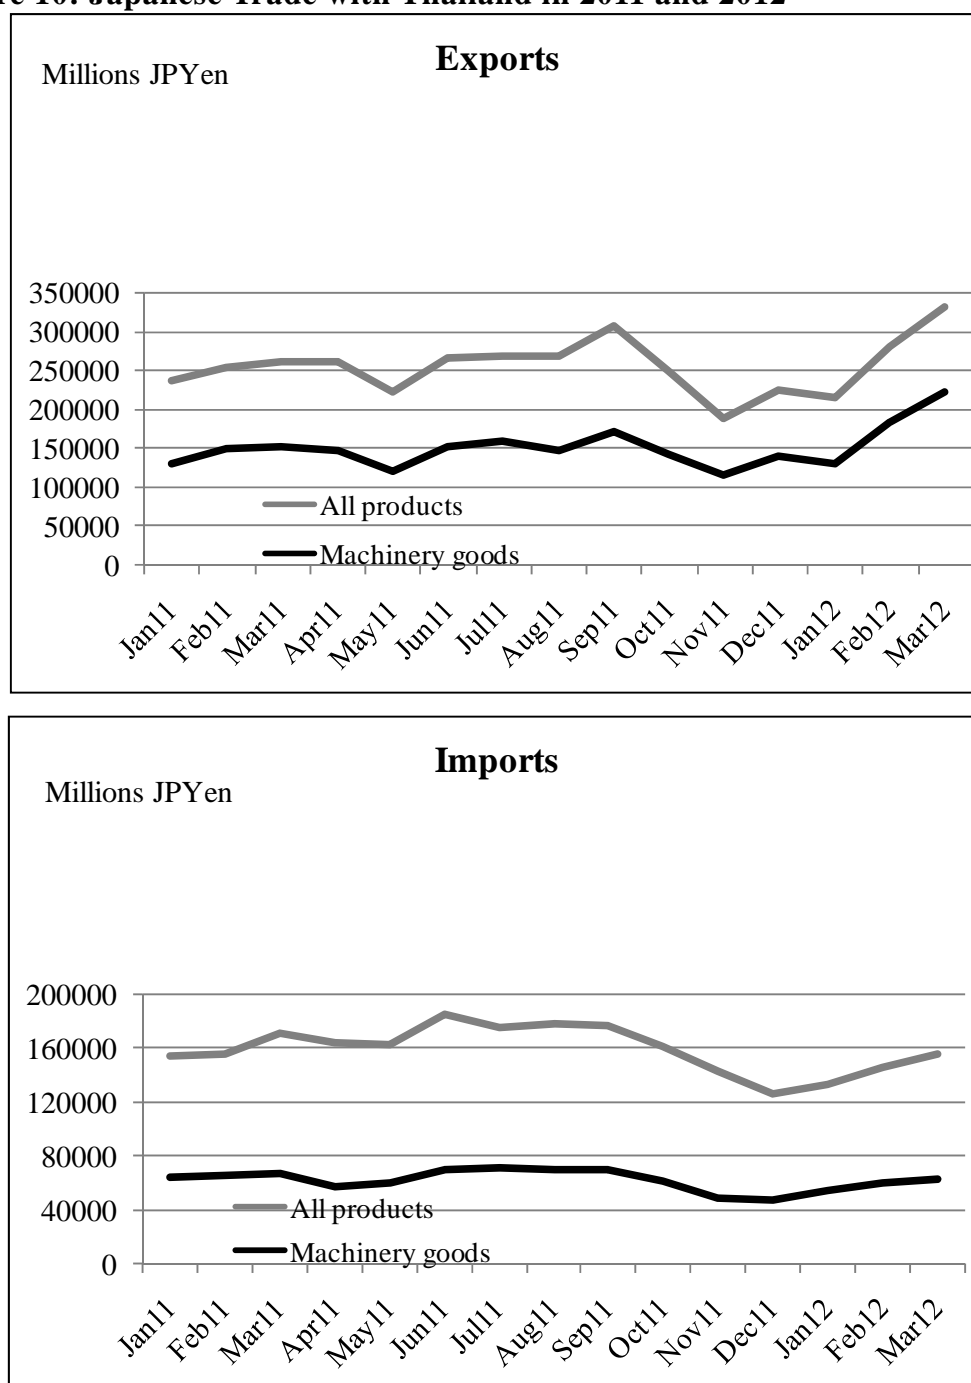 re 10: Japanese Trade with Thailand in 2011 and 2012
Exports
Millions JPYen
350000
300000
250000
200000
150000
100000
50000
0
All products
Machinery goods
Jan11
Feb11
Mar11
Apr11
May11
Jun11
Jul11
Aug11
Sep11
Oct11
Nov11
Dec11
Jan12
Feb12
Mar12
Imports
Millions JPYen
200000
160000
120000
80000
40000
0
All products
Machinery goods
Jan11
Feb11
Mar11
Apr11
May11
Jun11
Jul11
Aug11
Sep11
Oct11
Nov11
Dec11
Jan12
Feb12
Mar12